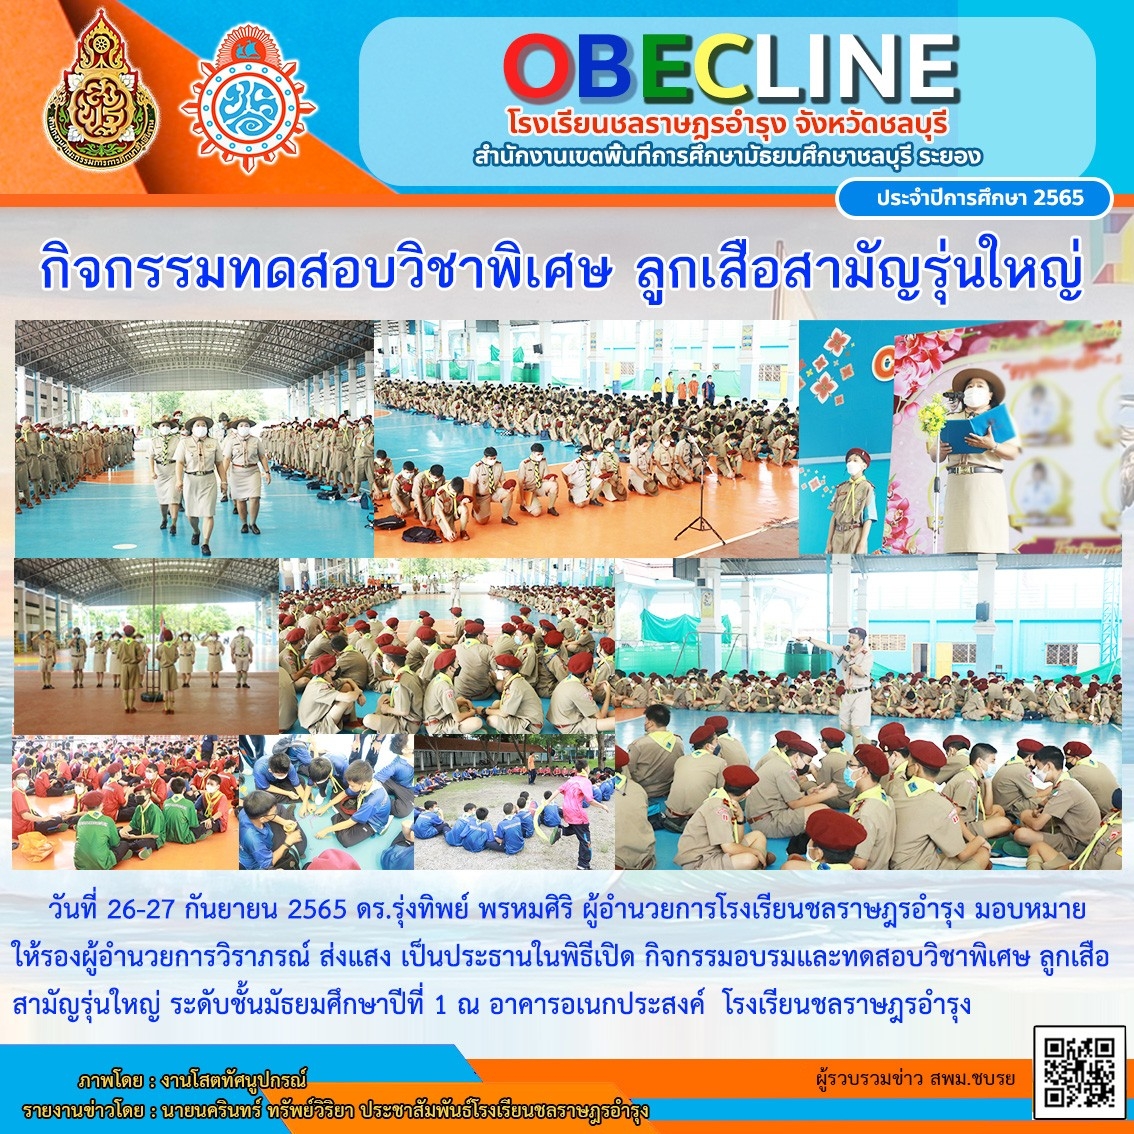 OBECLINE
โรงเรียนชลราษฎรอำรุง จังหวัดชลบุรี
สำนักงานเขตพื้นที่การศึกษามัธยมศึกษาชลบุรี ระยอง
ประจำปีการศึกษา 2565
กิจกรรมทดสอบวิชาพิเศษ ลูกเสือสามัญรุ่นใหญ่
วันที่ 26-27 กันยายน 2565 ดร.รุ่งทิพย์ พรหมศิริ ผู้อำนวยการโรงเรียนชลราษฎรอำรุง มอบหมาย
ให้รองผู้อำนวยการวิราภรณ์ ส่งแสง เป็นประธานในพิธีเปิด กิจกรรมอบรมและทดสอบวิชาพิเศษ ลูกเสือ
สามัญรุ่นใหญ่ ระดับชั้นมัธยมศึกษาปีที่ 1 ณ อาคารอเนกประสงค์ โรงเรียนชลราษฎรอำรุง
ภาพโดย : งานโสตทัศนูปกรณ์
รายงานข่าวโดย : นายนครินทร์ ทรัพย์วิริยา ประชาสัมพันธ์โรงเรียนชลราษฎรอำรุง
ผู้รวบรวมข่าว สพม.ชบรย